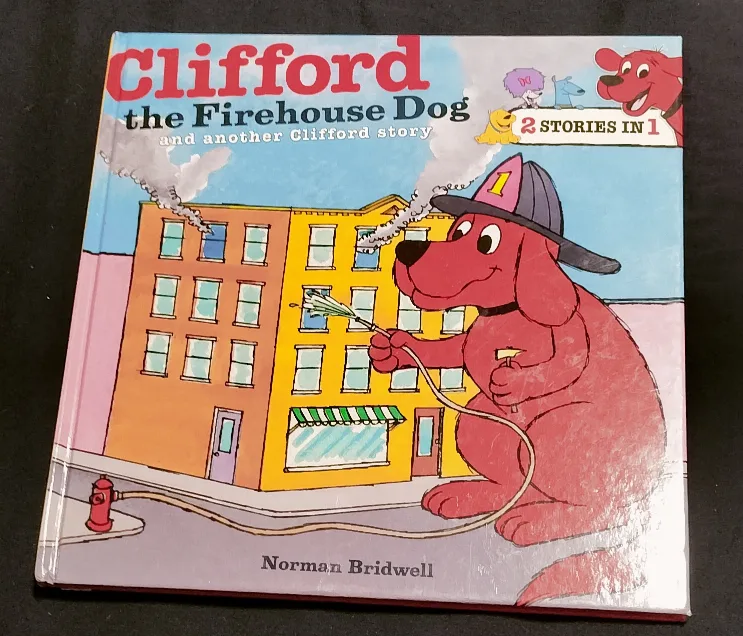 Clifford
the Firehouse Dog
and another Clifford story
2 STORIES IN 1
1
Norman Bridwell